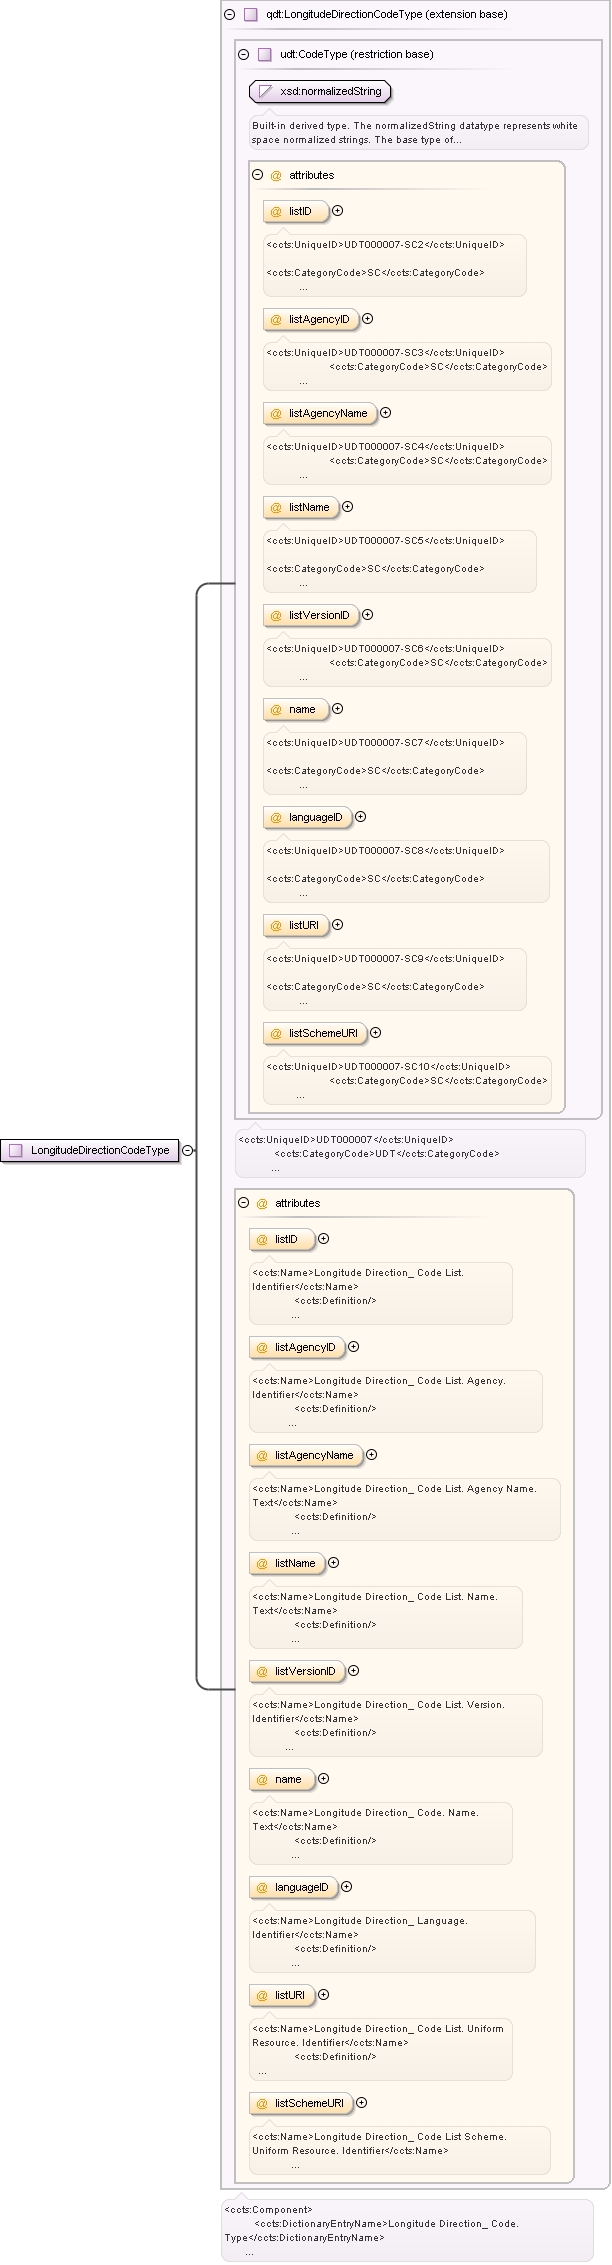 qdt:LongitudeDirectionCodeType (extension base)
udt:CodeType (restriction base)
xsd:normalizedString
Built-in derived type. The normalizedString datatype represents white
space normalized strings. The base type of...
@ attributes
@ listID
<ccts:UniqueID>UDT000007-SC2</ccts:UniqueID>
<ccts:CategoryCode>SC</ccts:CategoryCode>
...
@ listAgencyID
<ccts:UniqueID>UDT000007-SC3</ccts:UniqueID>
<ccts:CategoryCode>SC</ccts:CategoryCode>
...
@ listAgencyName
<ccts:UniqueID>UDT000007-SC4</ccts:UniqueID>
<ccts:CategoryCode>SC</ccts:CategoryCode>
...
@ listName
<ccts:UniqueID>UDT000007-SC5</ccts:UniqueID>
<ccts:CategoryCode>SC</ccts:CategoryCode>
...
@ listVersionID
<ccts:UniqueID>UDT000007-SC6</ccts:UniqueID>
<ccts:CategoryCode>SC</ccts:CategoryCode>
...
@ name
<ccts:UniqueID>UDT000007-SC7</ccts:UniqueID>
<ccts:CategoryCode>SC</ccts:CategoryCode>
...
@ languageID
<ccts:UniqueID>UDT000007-SC8</ccts:UniqueID>
<ccts:CategoryCode>SC</ccts:CategoryCode>
...
@ listURI
<ccts:UniqueID>UDT000007-SC9</ccts:UniqueID>
<ccts:CategoryCode>SC</ccts:CategoryCode>
...
@ listSchemeURI
<ccts:UniqueID>UDT000007-SC10</ccts:UniqueID>
<ccts:CategoryCode>SC</ccts:CategoryCode>
...
<ccts:UniqueID>UDT000007</ccts:UniqueID>
<ccts:CategoryCode>UDT</ccts:CategoryCode>
...
LongitudeDirectionCodeType
@ attributes
@ listID
<ccts:Name>Longitude Direction_ Code List.
Identifier</ccts:Name>
<ccts:Definition/>
...
@ listAgencyID
<ccts:Name>Longitude Direction_ Code List. Agency.
Identifier</ccts:Name>
<ccts:Definition/>
...
@ listAgencyName
<ccts:Name>Longitude Direction_ Code List. Agency Name.
Text</ccts:Name>
<ccts:Definition/>
...
@ listName
<ccts:Name>Longitude Direction_ Code List. Name.
Text</ccts:Name>
<ccts:Definition/>
...
@ listVersionID
<ccts:Name>Longitude Direction_ Code List. Version.
Identifier</ccts:Name>
<ccts:Definition/>
...
@ name
<ccts:Name>Longitude Direction_ Code. Name.
Text</ccts:Name>
<ccts:Definition/>
...
@ languageID
<ccts:Name>Longitude Direction_ Language.
Identifier</ccts:Name>
<ccts:Definition/>
...
@ listURI
<ccts:Name>Longitude Direction_ Code List. Uniform
Resource. Identifier</ccts:Name>
<ccts:Definition/>
...
@ listSchemeURI
<ccts:Name>Longitude Direction_ Code List Scheme.
Uniform Resource. Identifier</ccts:Name>
...
<ccts:Component>
<ccts:DictionaryEntryName>Longitude Direction_ Code.
Type</ccts:DictionaryEntryName>
...